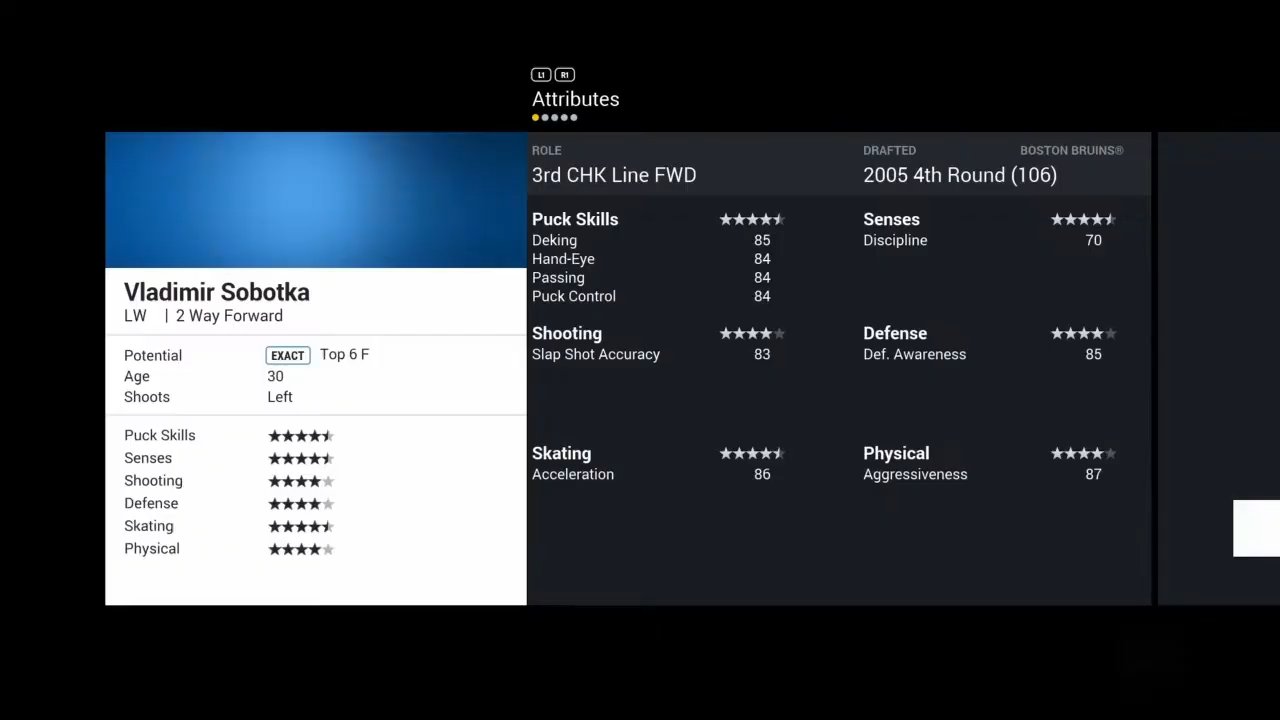 L1 R1
Attributes
ROLE DRAFTED BOSTON BRUINS®
3rd CHK Line FWD 2005 4th Round (106)
Vladimir Sobotka
LW | 2 Way Forward
Potential EXACT Top 6 F
Age 30
Shoots Left
Puck Skills
Senses
Shooting
Defense
Skating
Physical
Puck Skills
Deking 85
Hand-Eye 84
Passing 84
Puck Control 84
Senses
Discipline 70
Shooting
Slap Shot Accuracy 83
Defense
Def. Awareness 85
Skating
Acceleration 86
Physical
Aggressiveness 87